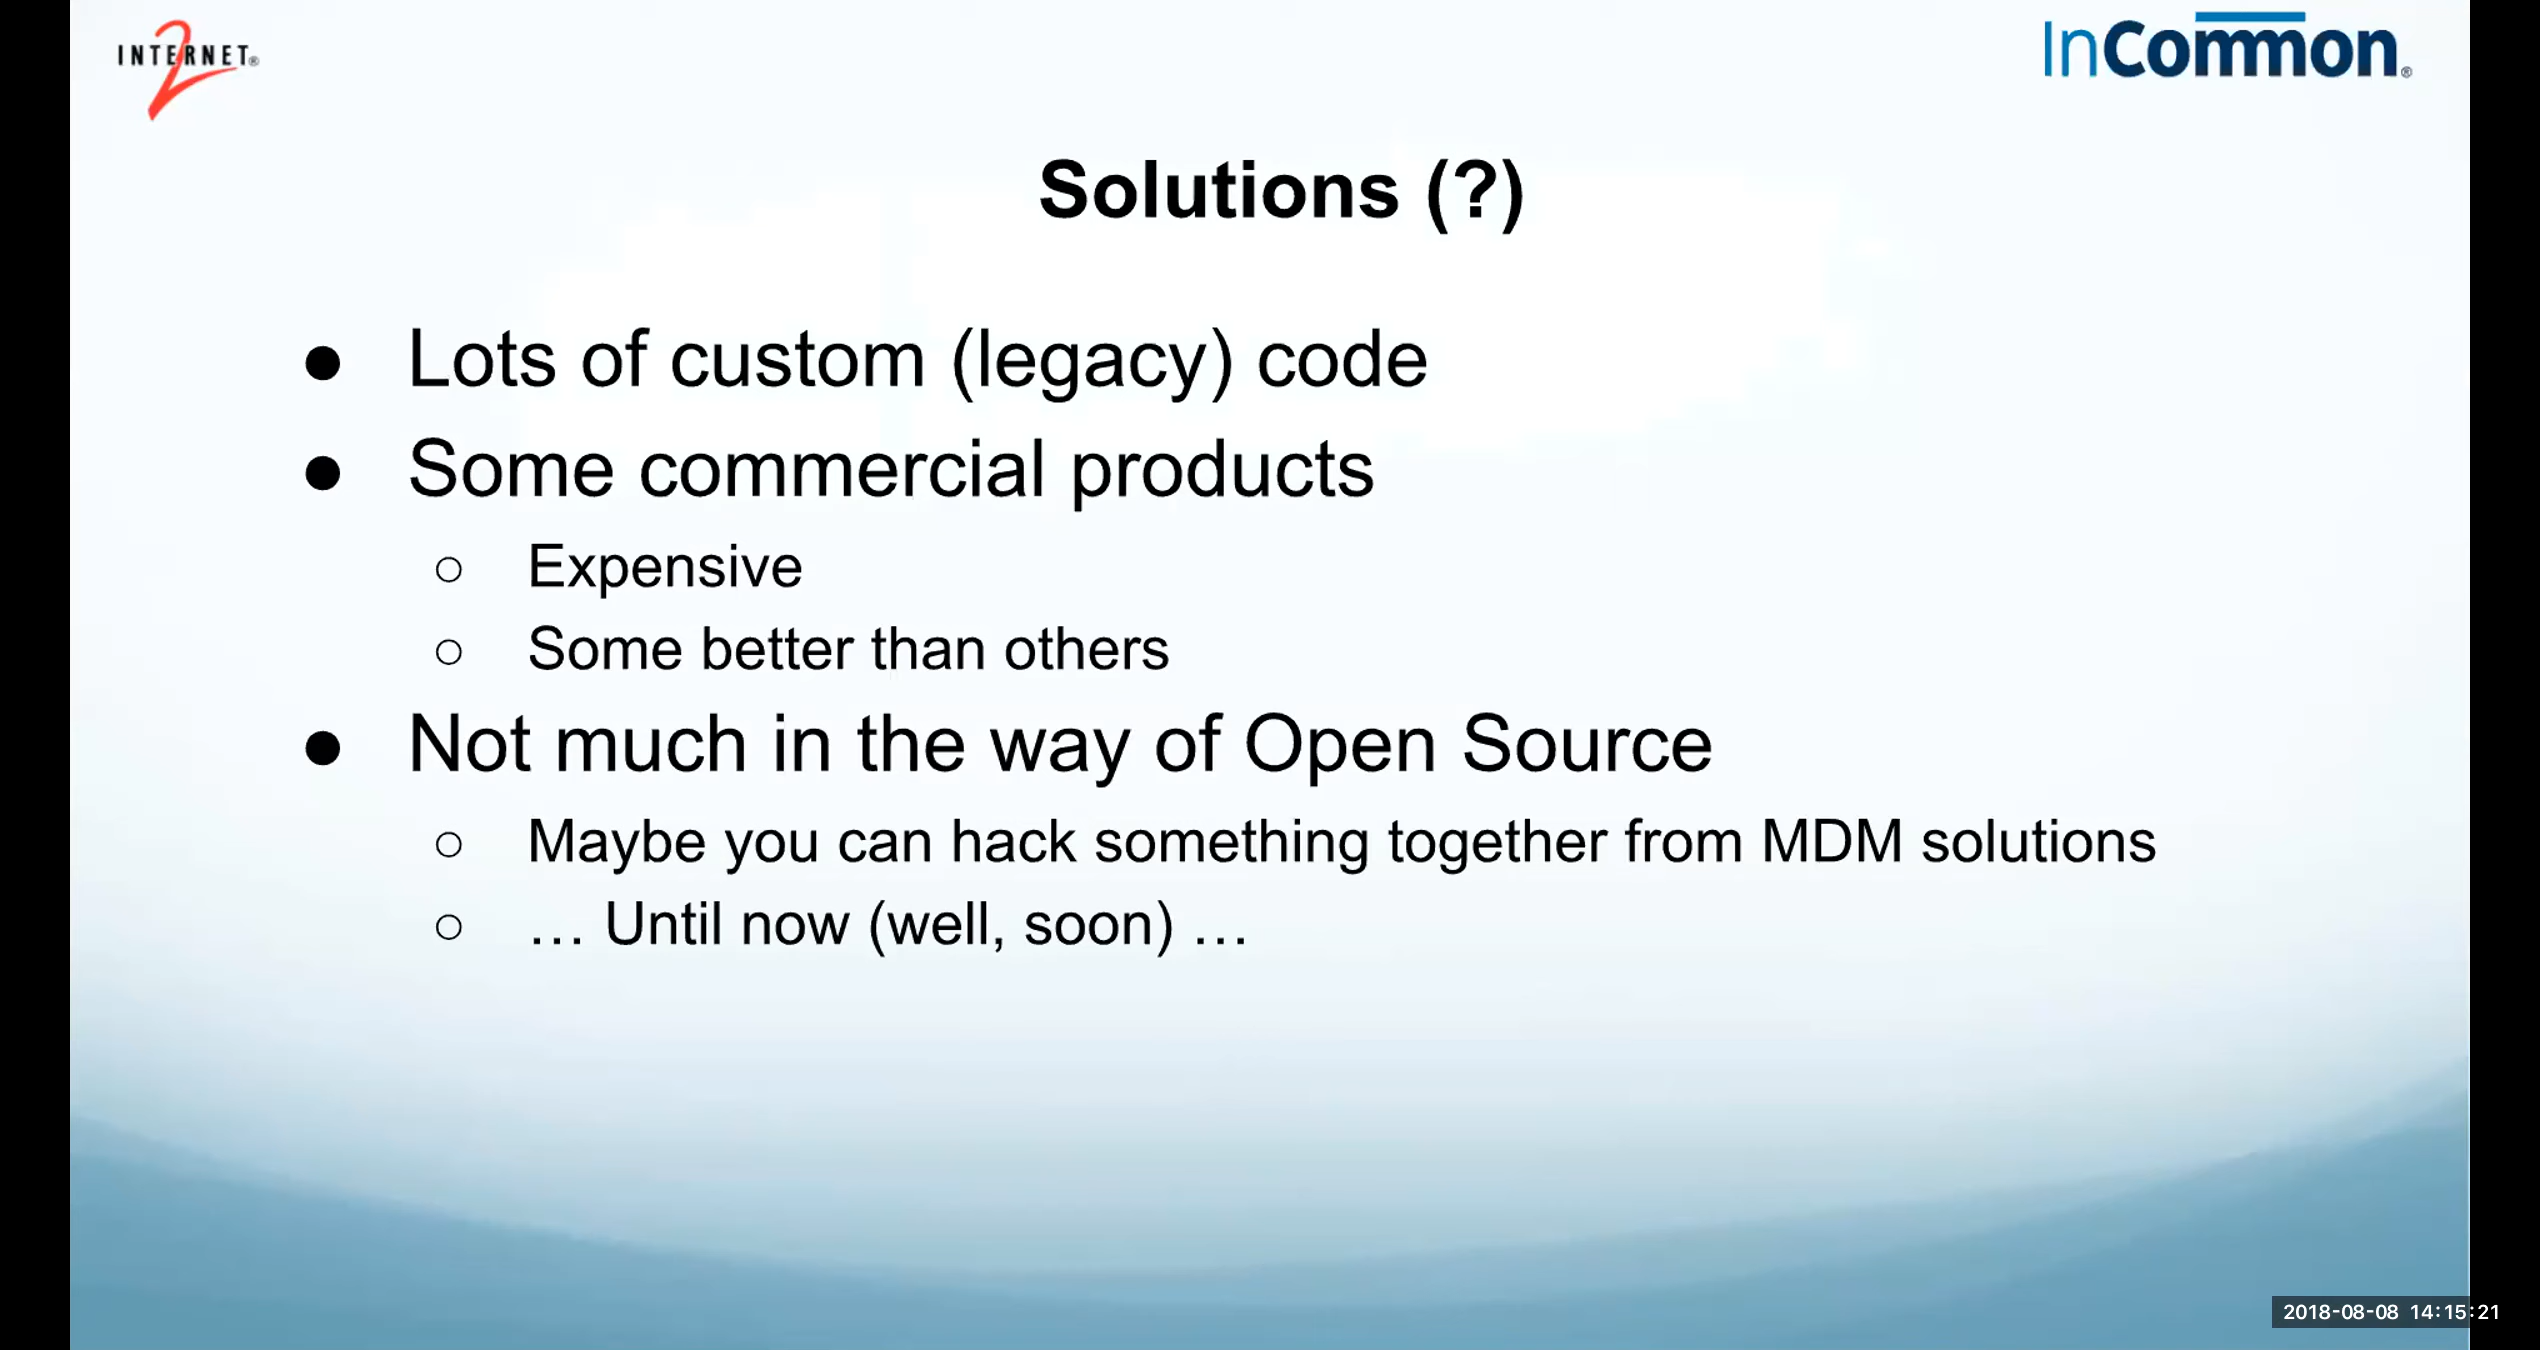 INTERNET®
2
InCommon®
Solutions (?)
● Lots of custom (legacy) code
● Some commercial products
○ Expensive
○ Some better than others
● Not much in the way of Open Source
○ Maybe you can hack something together from MDM solutions
○ … Until now (well, soon) …
2018-08-08 14:15:21